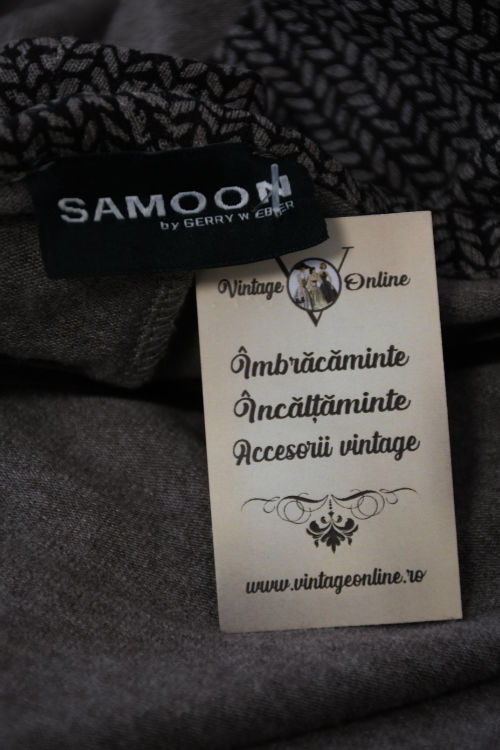 SAMOON
by GERRY WEBER
Vintage Online
Îmbrăcăminte
Încălțăminte
Accesorii vintage
www.vintageonline.ro